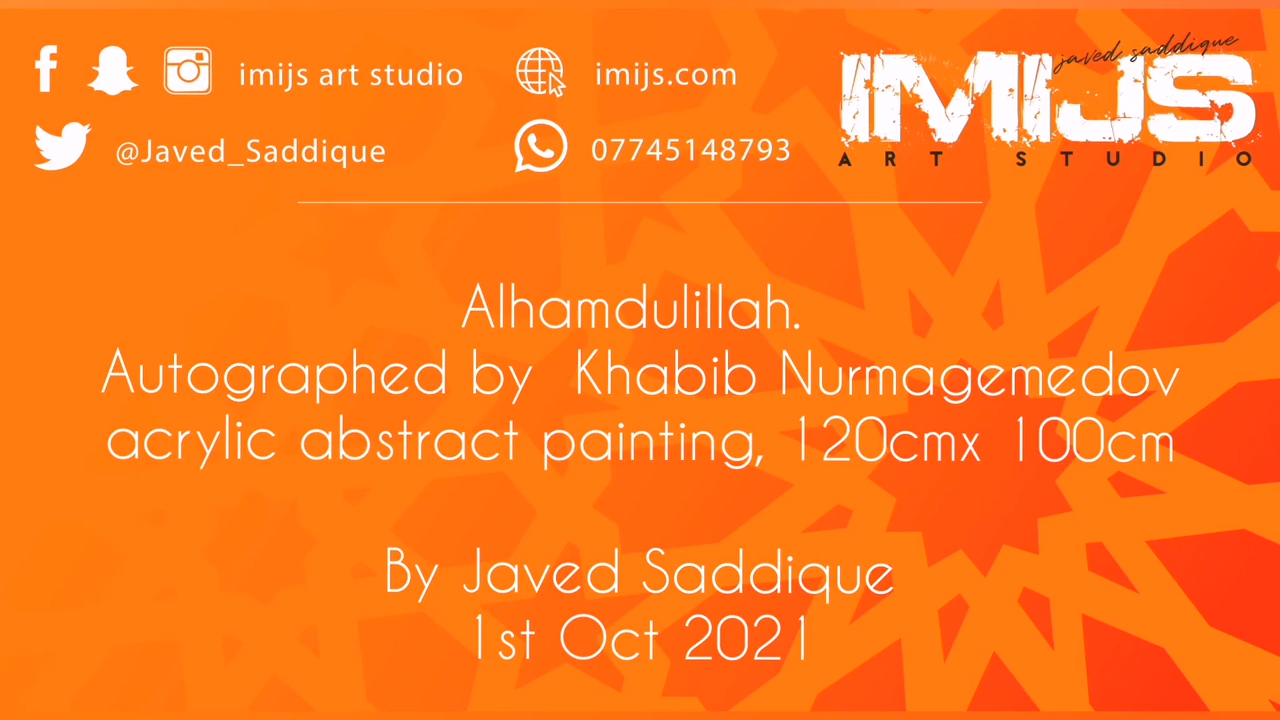 imijs art studio
imijs.com
javed saddique
IMIJS
ART STUDIO
@Javed_Saddique
07745148793
Alhamdulillah.
Autographed by Khabib Nurmagemedov
acrylic abstract painting, 120cmx 100cm
By Javed Saddique
1st Oct 2021